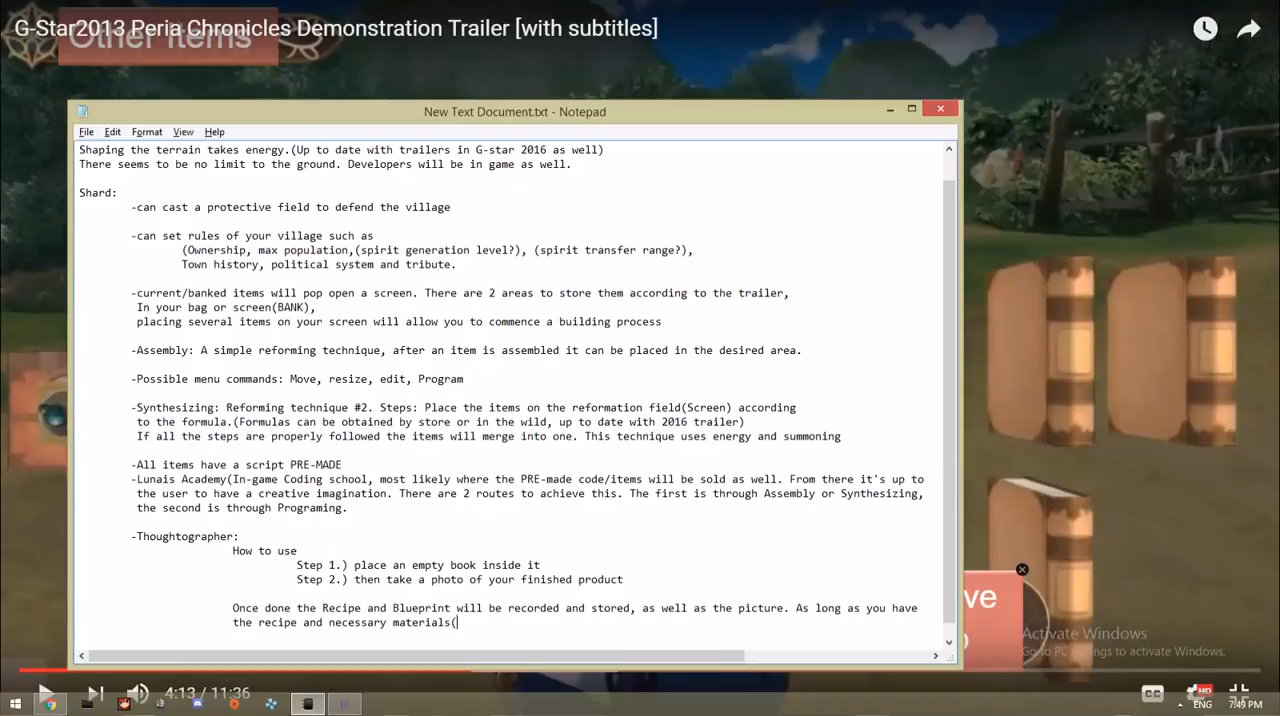 G-Star2013 Peria Chronicles Demonstration Trailer [with subtitles]
Other items
New Text Document.txt - Notepad
File Edit Format View Help
Shaping the terrain takes energy.(Up to date with trailers in G-star 2016 as well)
There seems to be no limit to the ground. Developers will be in game as well.
Shard:
-can cast a protective field to defend the village
-can set rules of your village such as
(Ownership, max population,(spirit generation level?), (spirit transfer range?),
Town history, political system and tribute.
-current/banked items will pop open a screen. There are 2 areas to store them according to the trailer,
In your bag or screen(BANK),
placing several items on your screen will allow you to commence a building process
-Assembly: A simple reforming technique, after an item is assembled it can be placed in the desired area.
-Possible menu commands: Move, resize, edit, Program
-Synthesizing: Reforming technique #2. Steps: Place the items on the reformation field(Screen) according
to the formula.(Formulas can be obtained by store or in the wild, up to date with 2016 trailer)
If all the steps are properly followed the items will merge into one. This technique uses energy and summoning
-All items have a script PRE-MADE
-Lunais Academy(In-game Coding school, most likely where the PRE-made code/items will be sold as well. From there it's up to
the user to have a creative imagination. There are 2 routes to achieve this. The first is through Assembly or Synthesizing,
the second is through Programing.
-Thoughtographer:
How to use
Step 1.) place an empty book inside it
Step 2.) then take a photo of your finished product
Once done the Recipe and Blueprint will be recorded and stored, as well as the picture. As long as you have
the recipe and necessary materials(
ve
Activate Windows
Go to PC settings to activate Windows.
4:13 / 11:36
CC
HD
ENG
7:49 PM